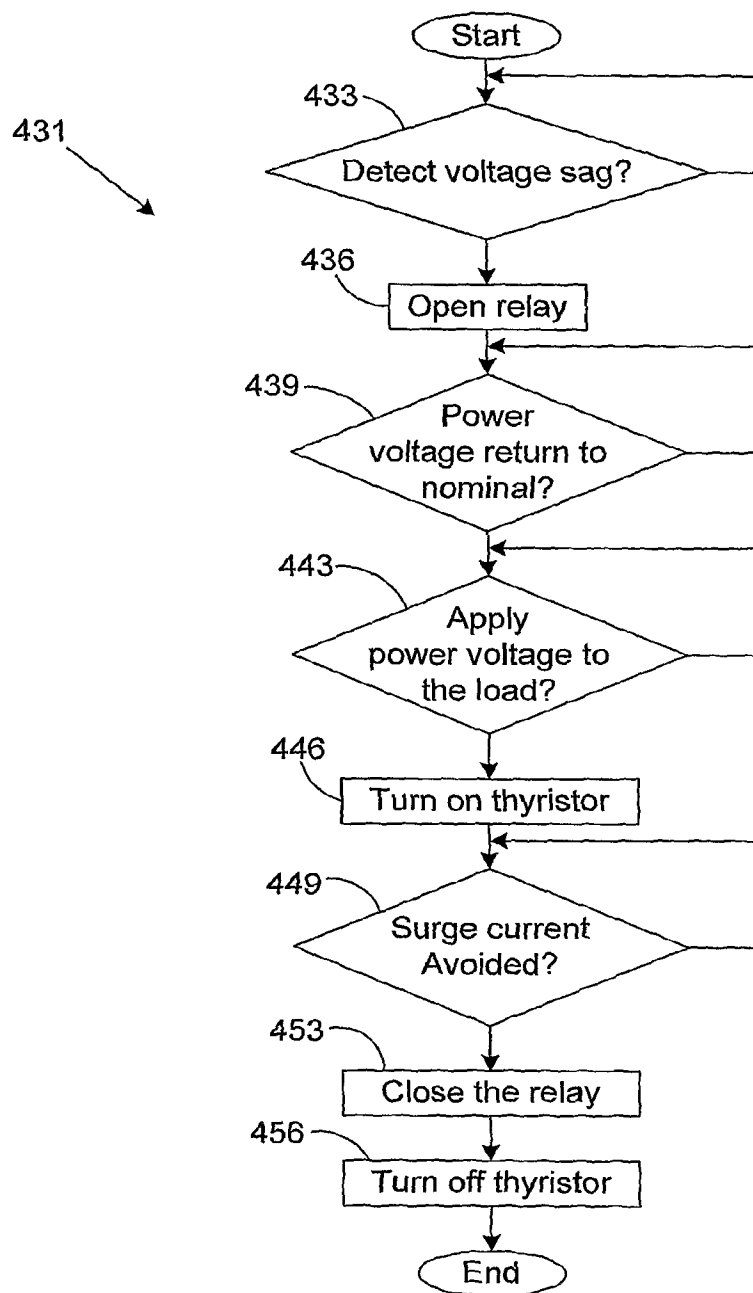 Start
433
431
Detect voltage sag?
436
Open relay
439
Power
voltage return to
nominal?
443
Apply
power voltage to
the load?
446
Turn on thyristor
449
Surge current
Avoided?
453
Close the relay
456
Turn off thyristor
End